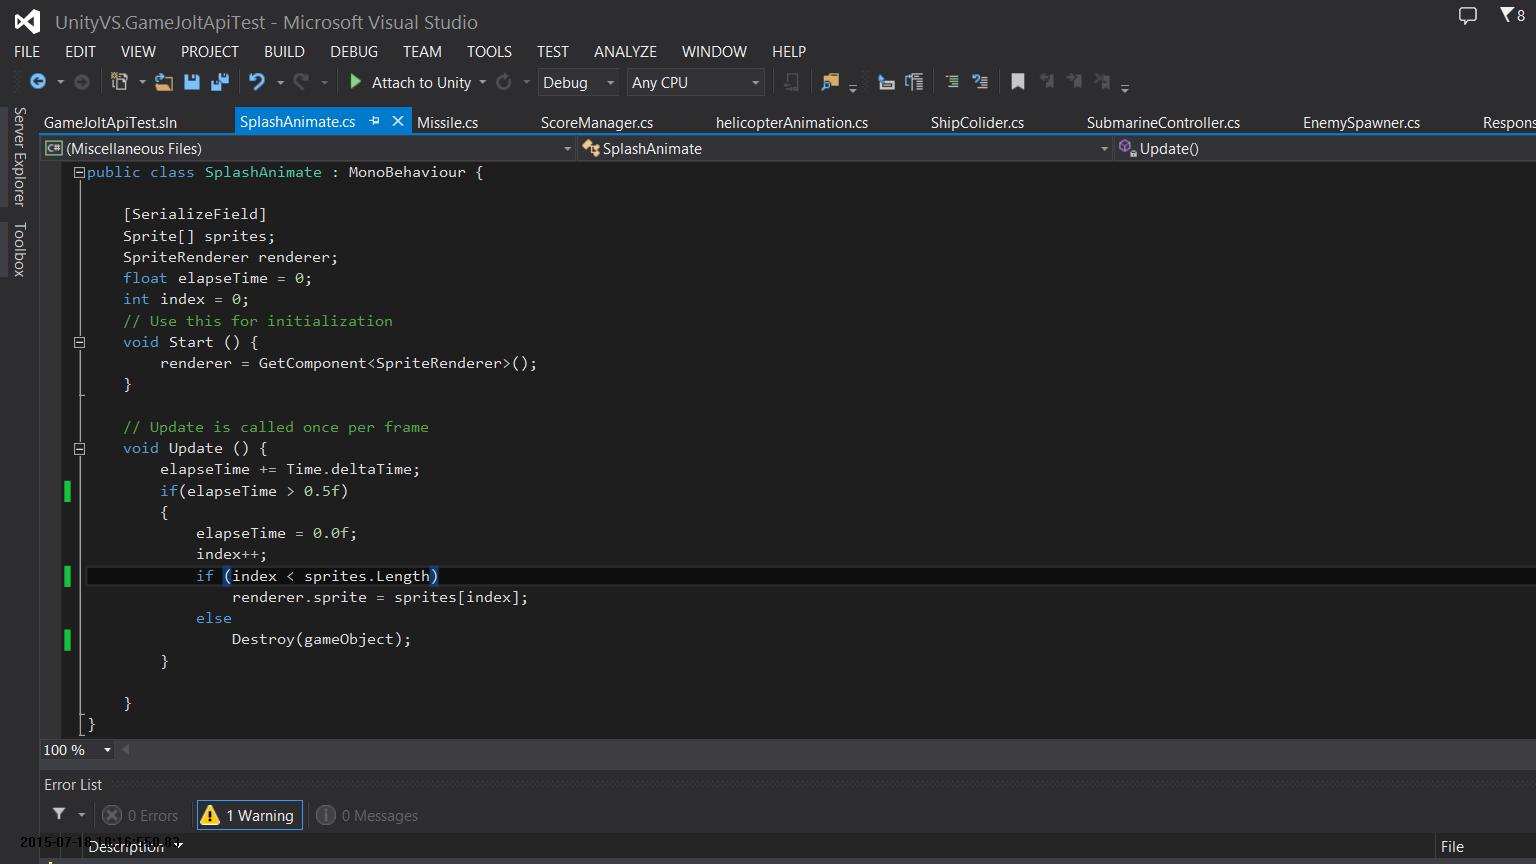 UnityVS.GameJoltApiTest - Microsoft Visual Studio
8
FILE EDIT VIEW PROJECT BUILD DEBUG TEAM TOOLS TEST ANALYZE WINDOW HELP
Attach to Unity Debug Any CPU
Server Explorer
Toolbox
GameJoltApiTest.sln SplashAnimate.cs Missile.cs ScoreManager.cs helicopterAnimation.cs ShipColider.cs SubmarineController.cs EnemySpawner.cs Respons
C# (Miscellaneous Files) SplashAnimate Update()
public class SplashAnimate : MonoBehaviour {
[SerializeField]
Sprite[] sprites;
SpriteRenderer renderer;
float elapseTime = 0;
int index = 0;
// Use this for initialization
void Start () {
renderer = GetComponent<SpriteRenderer>();
}
// Update is called once per frame
void Update () {
elapseTime += Time.deltaTime;
if(elapseTime > 0.5f)
{
elapseTime = 0.0f;
index++;
if (index < sprites.Length)
renderer.sprite = sprites[index];
else
Destroy(gameObject);
}
}
}
100 %
Error List
0 Errors 1 Warning 0 Messages
Description File